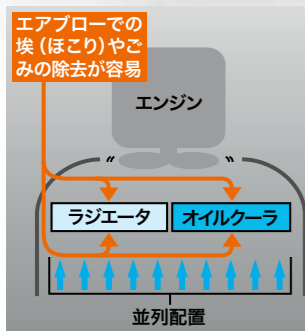 エアブローでの
埃（ほこり）やご
みの除去が容易
エンジン
ラジエータ
オイルクーラ
並列配置